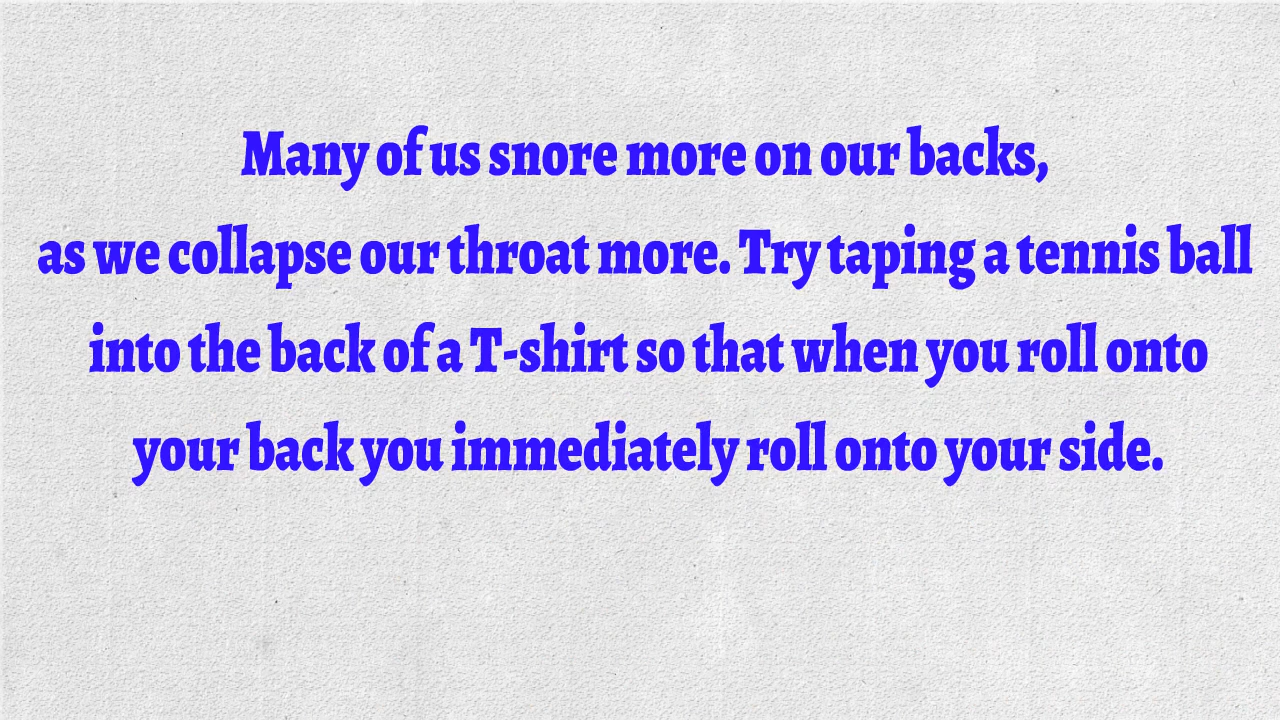 Many of us snore more on our backs,
as we collapse our throat more. Try taping a tennis ball
into the back of a T-shirt so that when you roll onto
your back you immediately roll onto your side.